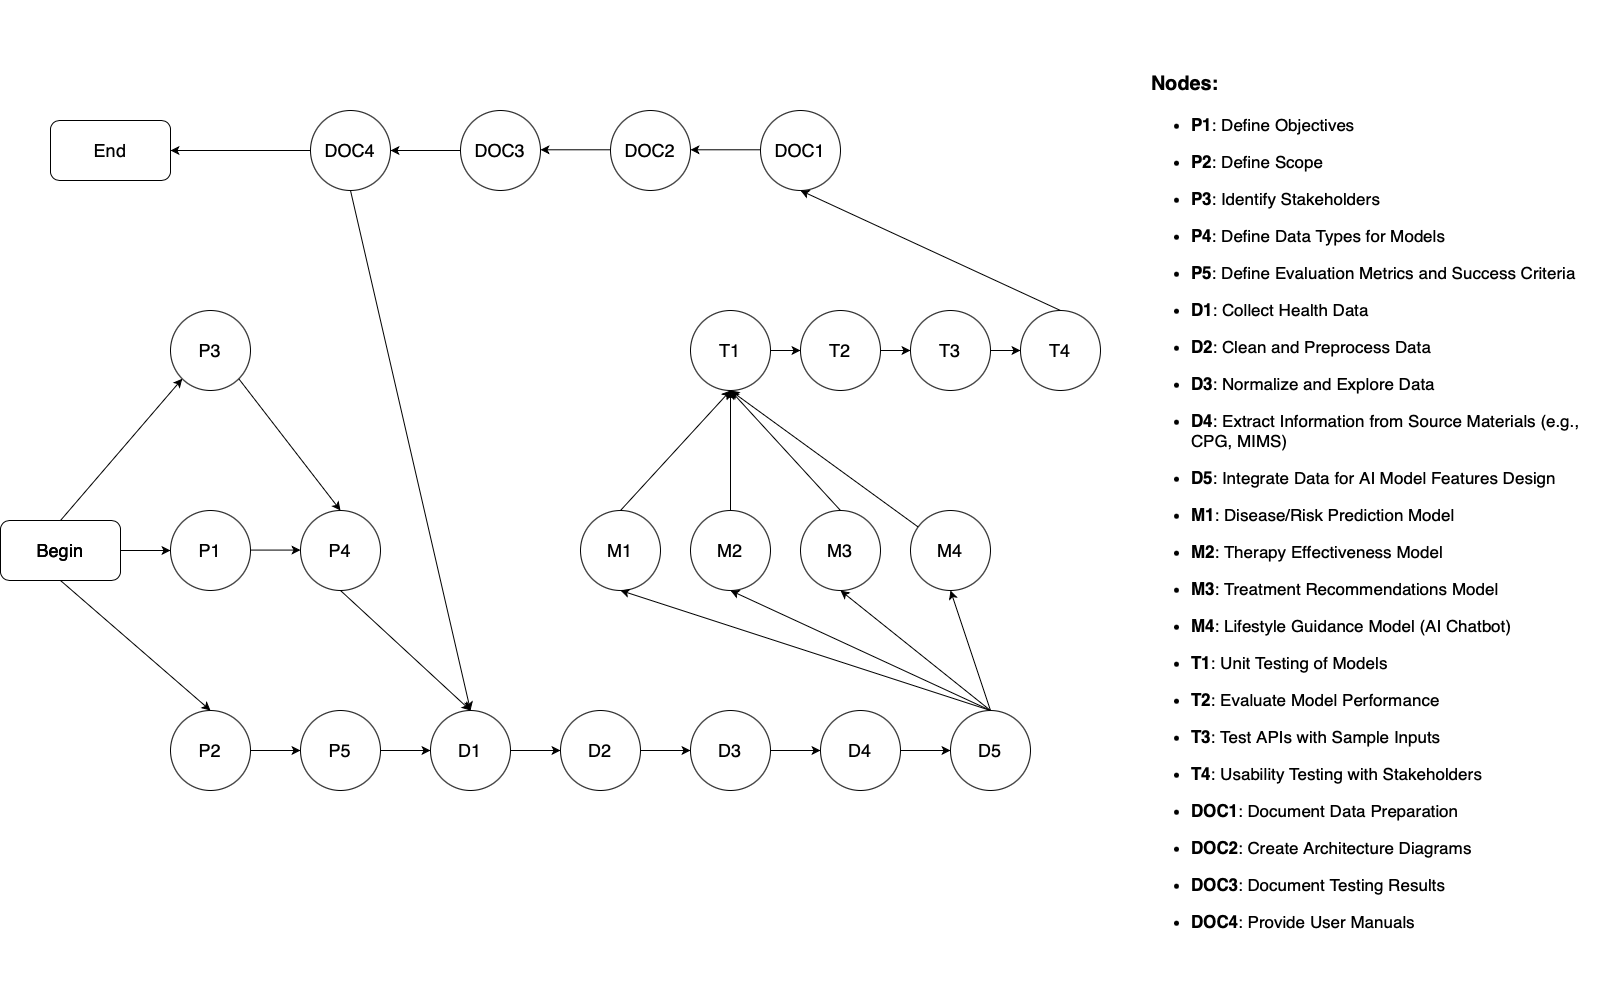 Nodes:
End
DOC4
DOC3
DOC2
DOC1
P3
T1
T2
T3
T4
Begin
P1
P4
M1
M2
M3
M4
P2
P5
D1
D2
D3
D4
D5
P1: Define Objectives
P2: Define Scope
P3: Identify Stakeholders
P4: Define Data Types for Models
P5: Define Evaluation Metrics and Success Criteria
D1: Collect Health Data
D2: Clean and Preprocess Data
D3: Normalize and Explore Data
D4: Extract Information from Source Materials (e.g.,
CPG, MIMS)
D5: Integrate Data for AI Model Features Design
M1: Disease/Risk Prediction Model
M2: Therapy Effectiveness Model
M3: Treatment Recommendations Model
M4: Lifestyle Guidance Model (AI Chatbot)
T1: Unit Testing of Models
T2: Evaluate Model Performance
T3: Test APIs with Sample Inputs
T4: Usability Testing with Stakeholders
DOC1: Document Data Preparation
DOC2: Create Architecture Diagrams
DOC3: Document Testing Results
DOC4: Provide User Manuals